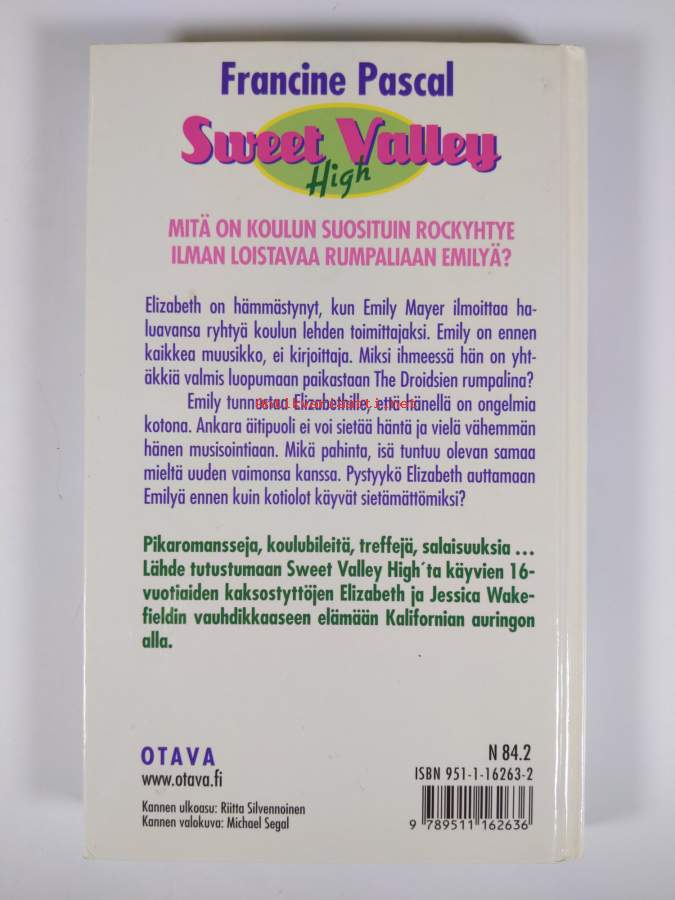 Francine Pascal
Sweet Valley
High
MITÄ ON KOULUN SUOSITUIN ROCKYHTYE
ILMAN LOISTAVAA RUMPALIAAN EMILYÄ?
Elizabeth on hämmästynyt, kun Emily Mayer ilmoittaa ha-
luavansa ryhtyä koulun lehden toimittajaksi. Emily on ennen
kaikkea muusikko, ei kirjoittaja. Miksi ihmeessä hän on yht-
äkkiä valmis luopumaan paikastaan The Droidsien rumpalina?
Emily tunnustaa Elizabethille, että hänellä on ongelmia
kotona. Ankara äitipuoli ei voi sietää häntä ja vielä vähemmän
hänen musisointiaan. Mikä pahinta, isä tuntuu olevan samaa
mieltä uuden vaimonsa kanssa. Pystyykö Elizabeth auttamaan
Emilyä ennen kuin kotiolot käyvät sietämättömiksi?
Pikaromansseja, koulubileitä, treffejä, salaisuuksia ...
Lähde tutustumaan Sweet Valley High´ta käyvien 16-
vuotiaiden kaksostyttöjen Elizabeth ja Jessica Wake-
fieldin vauhdikkaaseen elämään Kalifornian auringon
alla.
OTAVA
www.otava.fi
Kannen ulkoasu: Riitta Silvennoinen
Kannen valokuva: Michael Segal
N 84.2
ISBN 951-1-16263-2
9 789511 162636